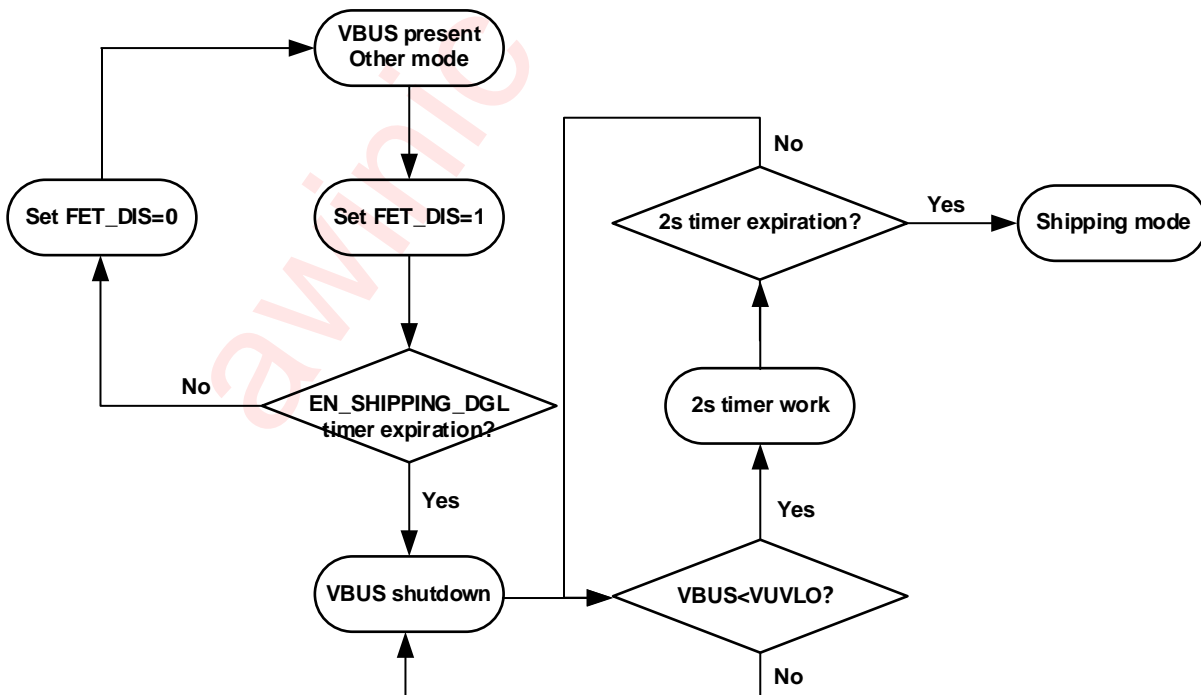 VBUS present
Other mode
No
Set FET_DIS=0
Set FET_DIS=1
2s timer expiration?
Yes
Shipping mode
No
EN_SHIPPING_DGL
timer expiration?
2s timer work
Yes
Yes
VBUS shutdown
VBUS<VUVLO?
No
awinic